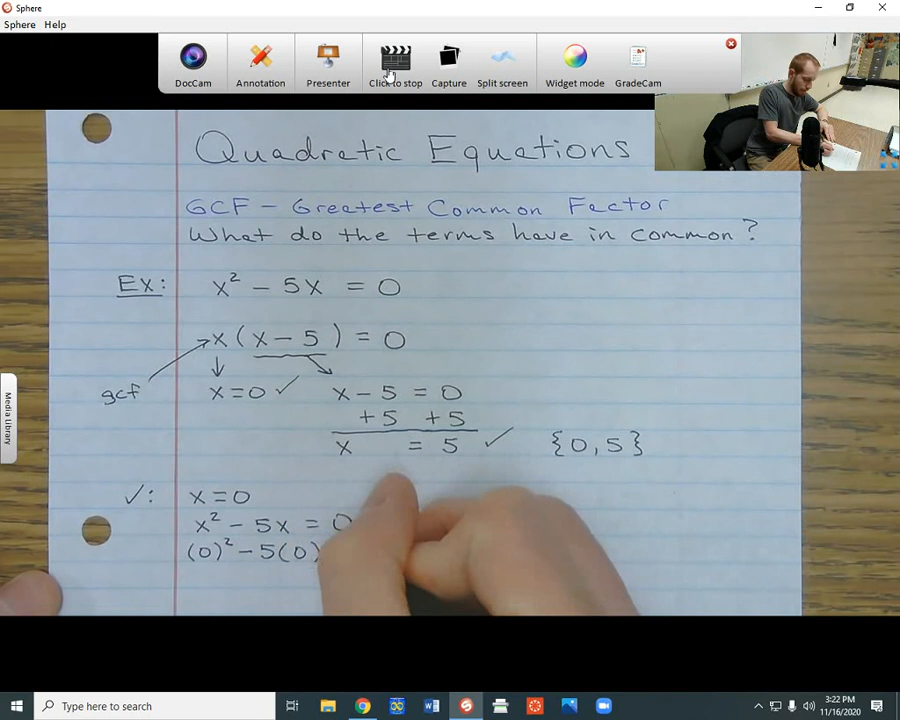 Sphere
Sphere Help
DocCam Annotation Presenter Click to stop Capture Split screen Widget mode GradeCam
Quadratic Equations
GCF - Greatest Common Factor
What do the terms have in common?
Ex: x² - 5x = 0
x(x - 5) = 0
gcf
x=0 ✓ x - 5 = 0
+5 +5
x = 5 ✓ {0, 5}
✓: x = 0
x² - 5x = 0
(0)² - 5(0)
Media Library
Type here to search
3:22 PM
11/16/2020